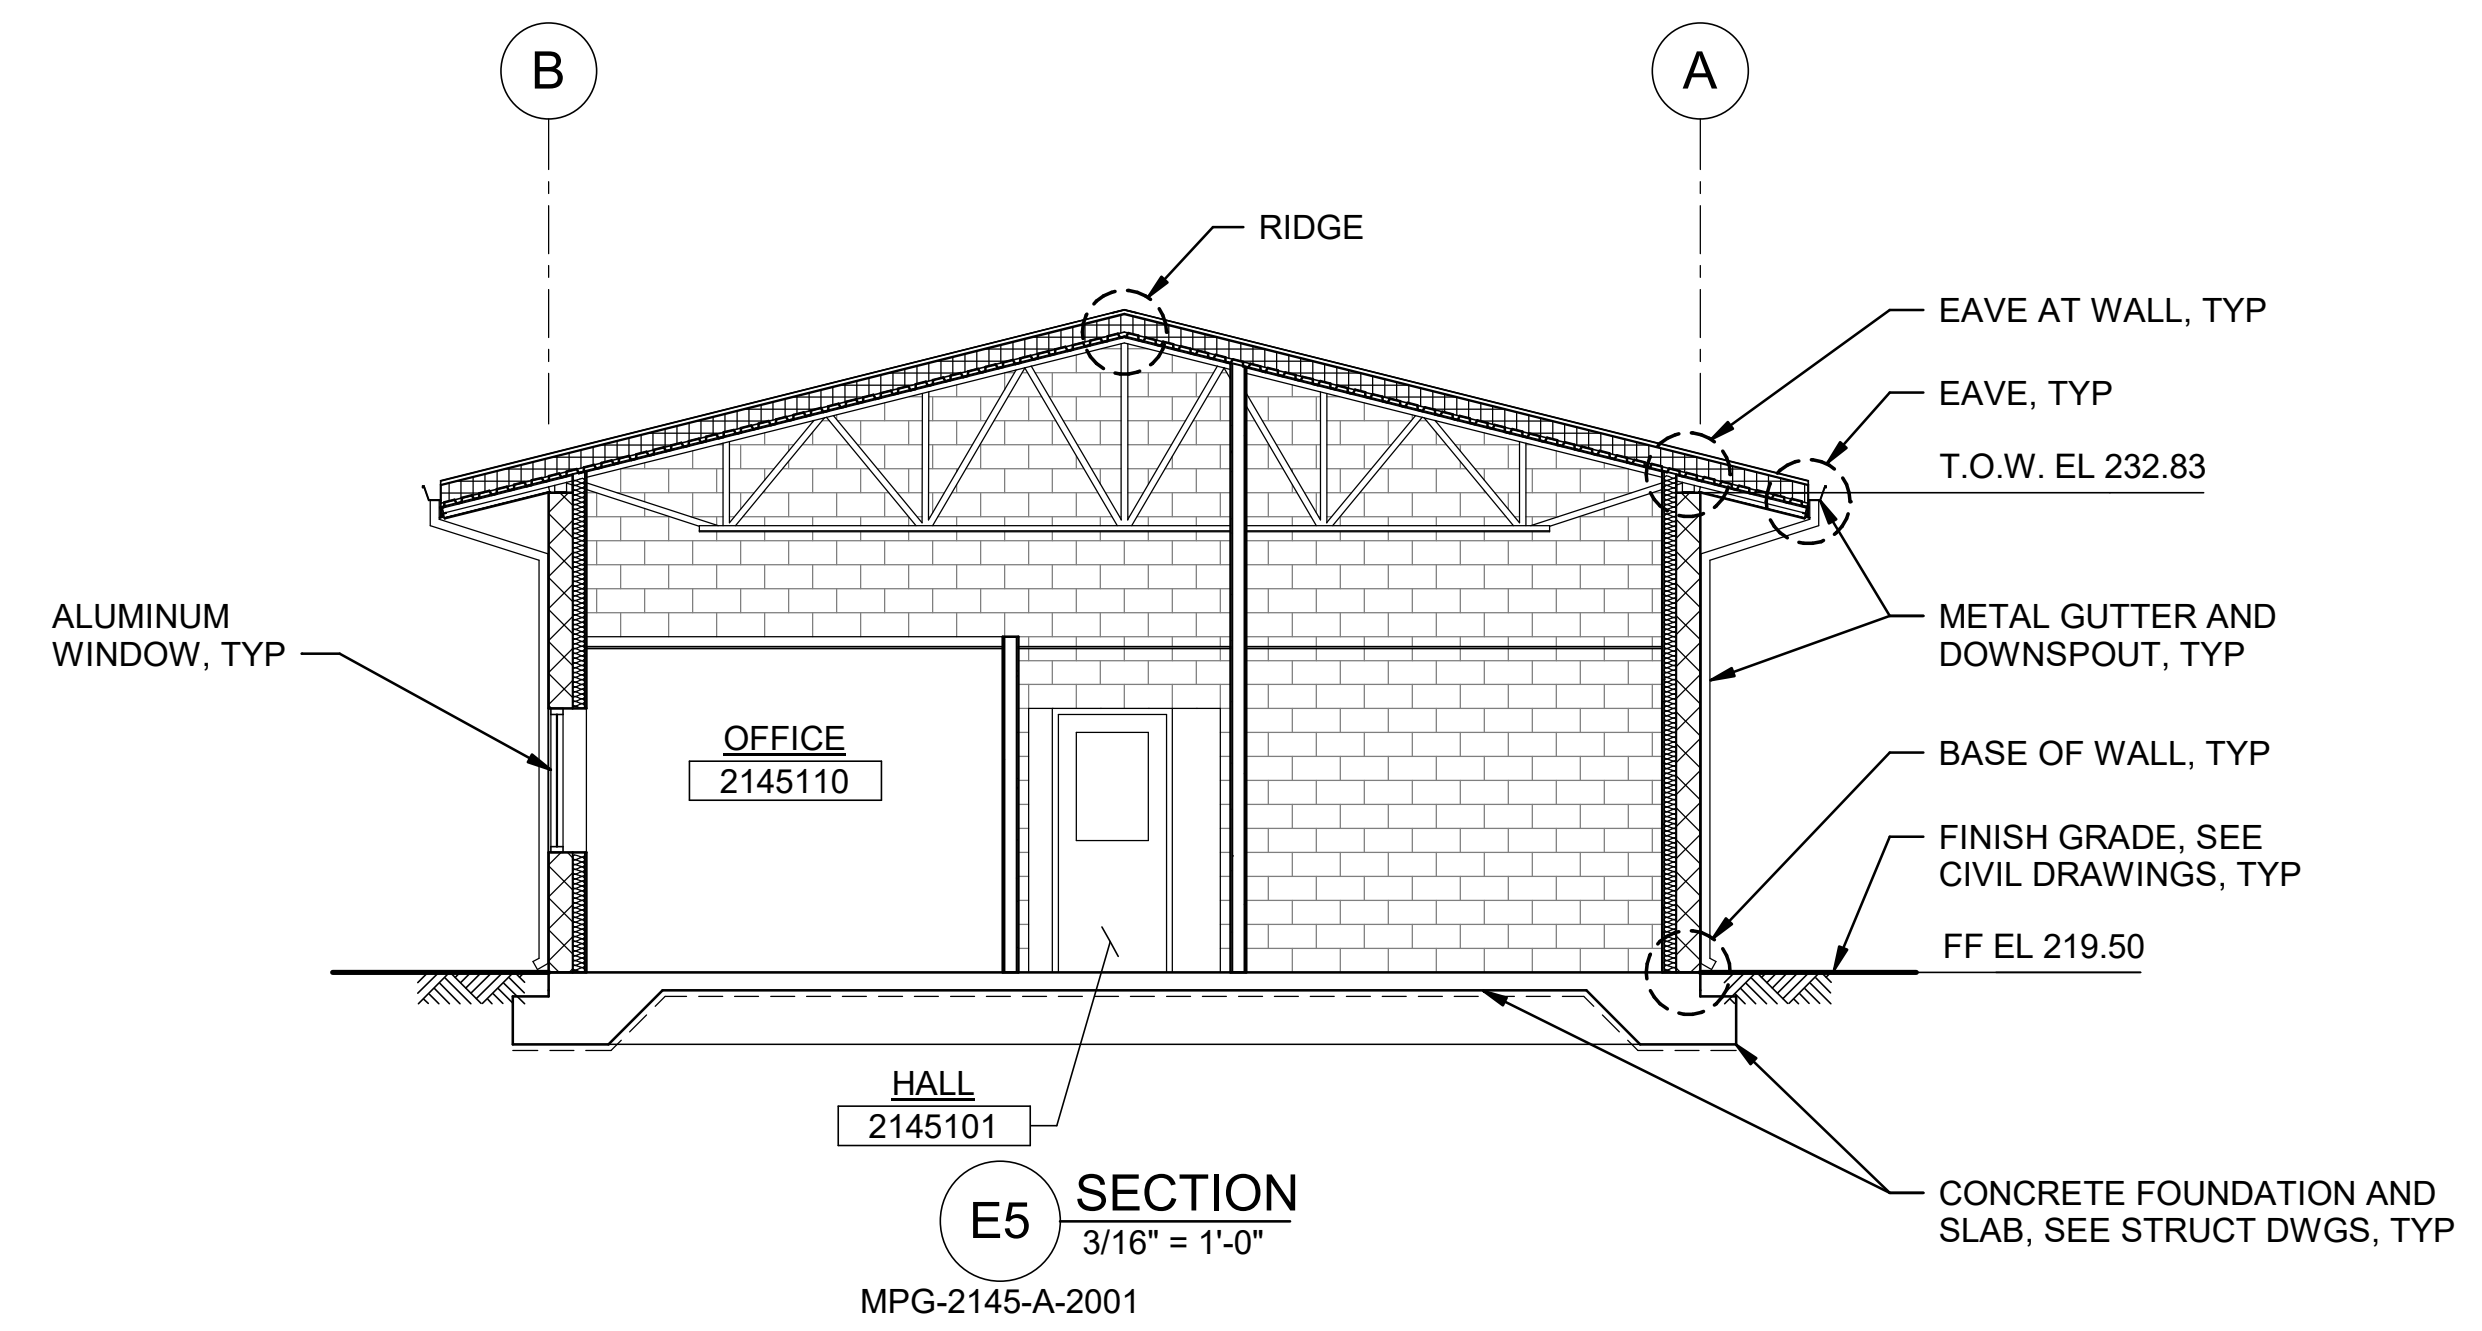 B
A
RIDGE
EAVE AT WALL, TYP
EAVE, TYP
T.O.W. EL 232.83
ALUMINUM
WINDOW, TYP
METAL GUTTER AND
DOWNSPOUT, TYP
OFFICE
2145110
BASE OF WALL, TYP
FINISH GRADE, SEE
CIVIL DRAWINGS, TYP
FF EL 219.50
HALL
2145101
CONCRETE FOUNDATION AND
SLAB, SEE STRUCT DWGS, TYP
E5
SECTION
3/16" = 1'-0"
MPG-2145-A-2001